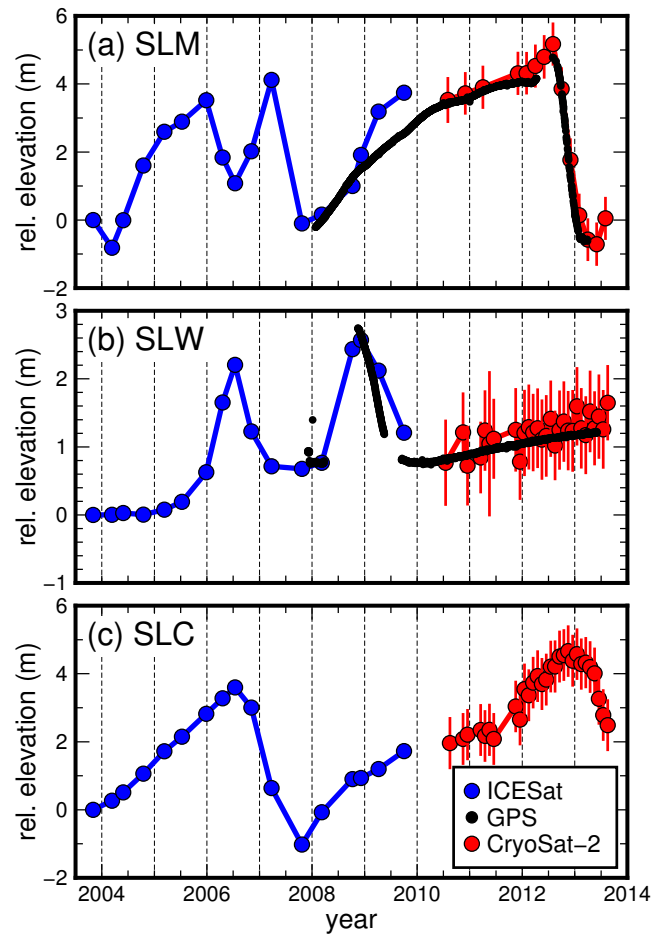 (a) SLM
rel. elevation (m)
6
4
2
0
−2
(b) SLW
rel. elevation (m)
3
2
1
0
−1
(c) SLC
rel. elevation (m)
6
4
2
0
−2
ICESat
GPS
CryoSat−2
2004 2006 2008 2010 2012 2014
year